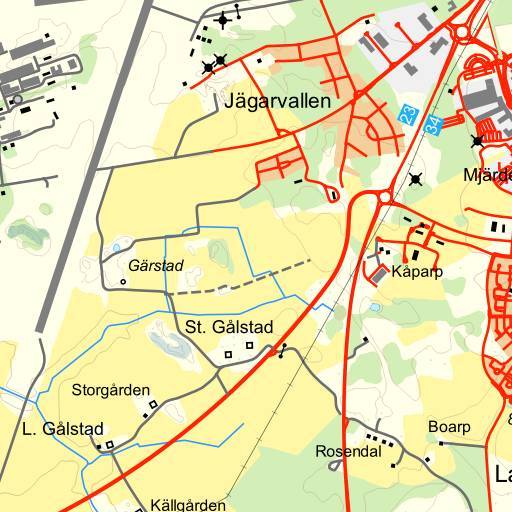 Jägarvallen
23
34
Mjärde
Gärstad
Kåparp
St. Gålstad
Storgården
L. Gålstad
Boarp
Rosendal
La
Källgården